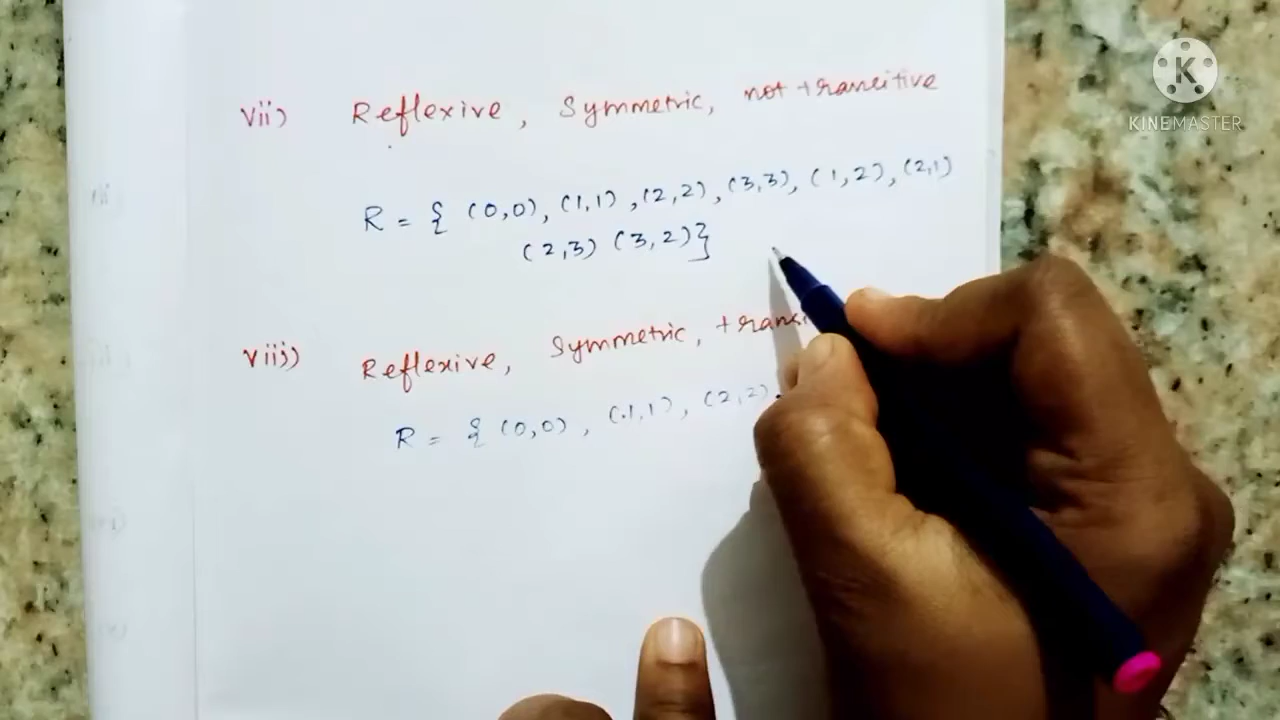 vii) Reflexive, Symmetric, not transitive
R = { (0,0), (1,1), (2,2), (3,3), (1,2), (2,1)
(2,3) (3,2)}
viii) Reflexive, Symmetric,
R = { (0,0), (1,1), (2,2)
K
KINEMASTER